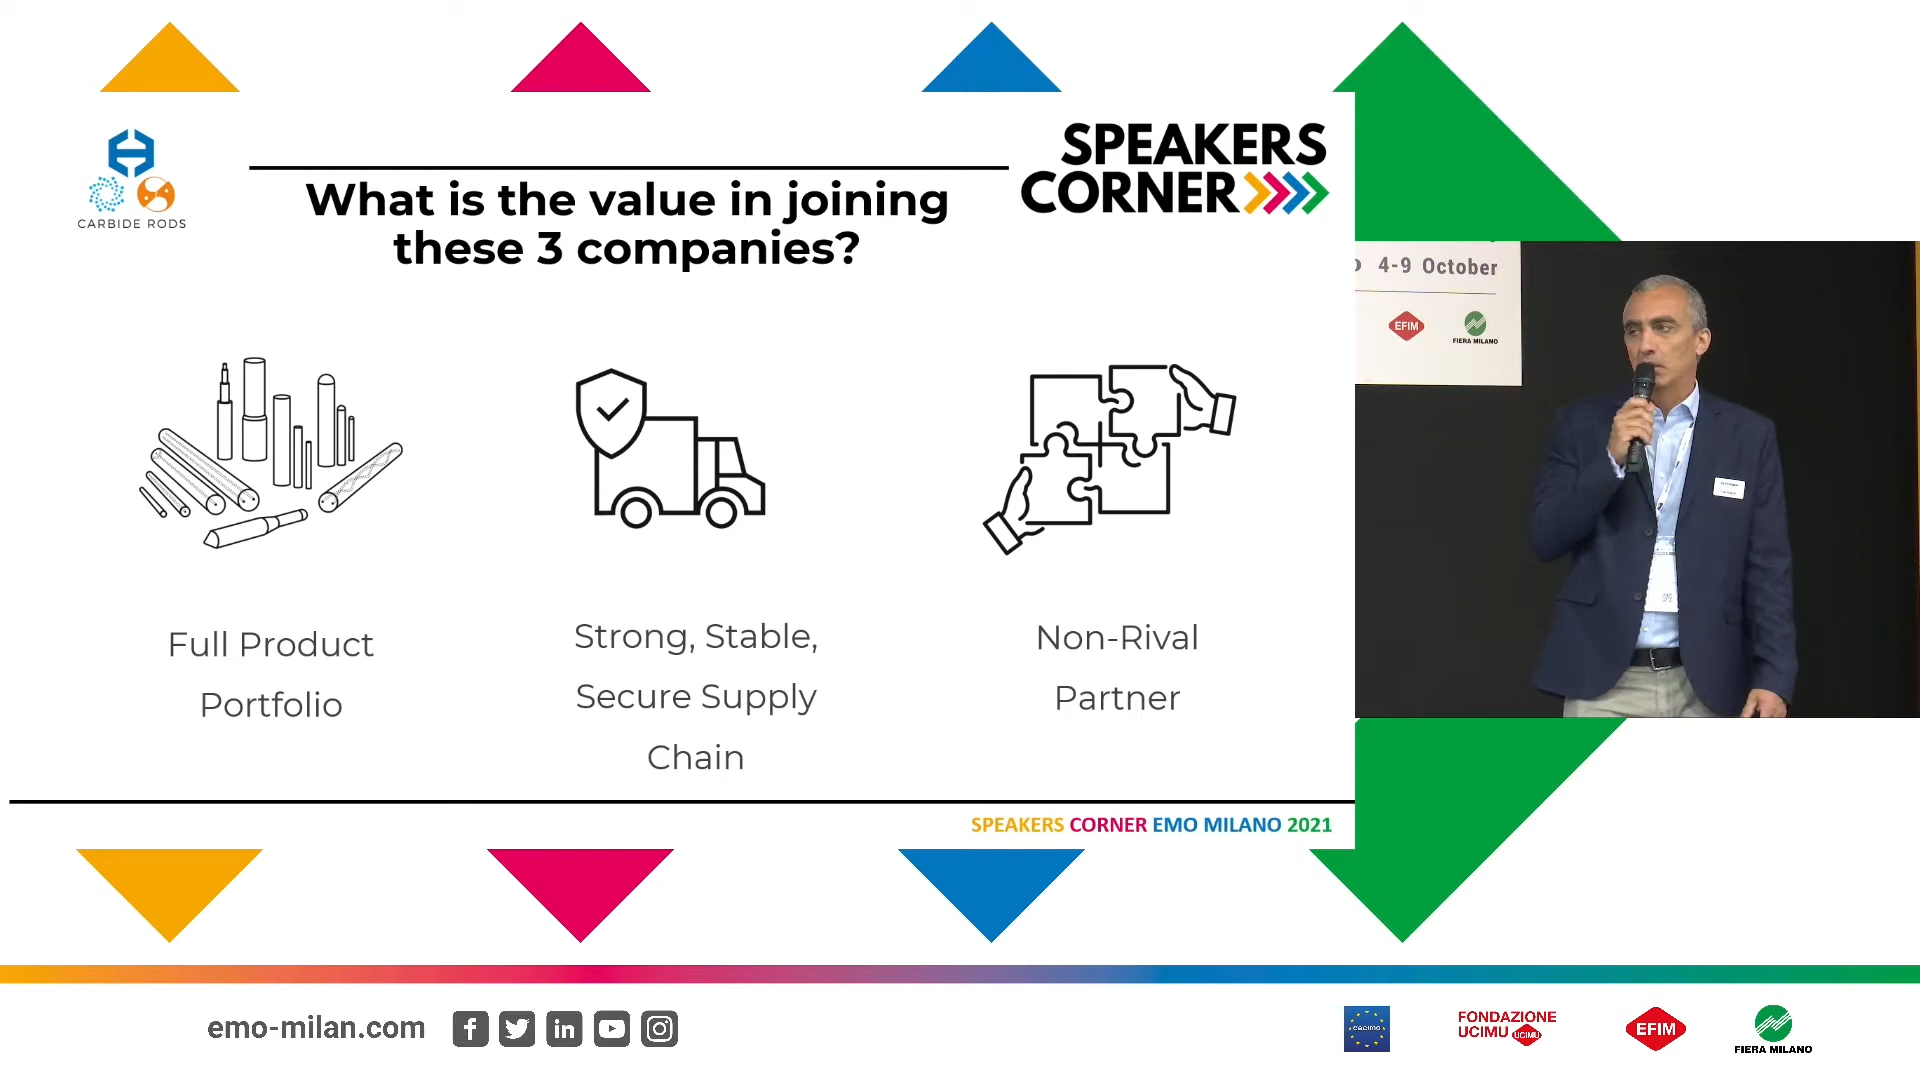 CARBIDE RODS
What is the value in joining
these 3 companies?
SPEAKERS
CORNER
Full Product
Portfolio
Strong, Stable,
Secure Supply
Chain
Non-Rival
Partner
SPEAKERS CORNER EMO MILANO 2021
4-9 October
EFIM
FIERA MILANO
emo-milan.com
cecimo
FONDAZIONE
UCIMU
UCIMU
EFIM
FIERA MILANO